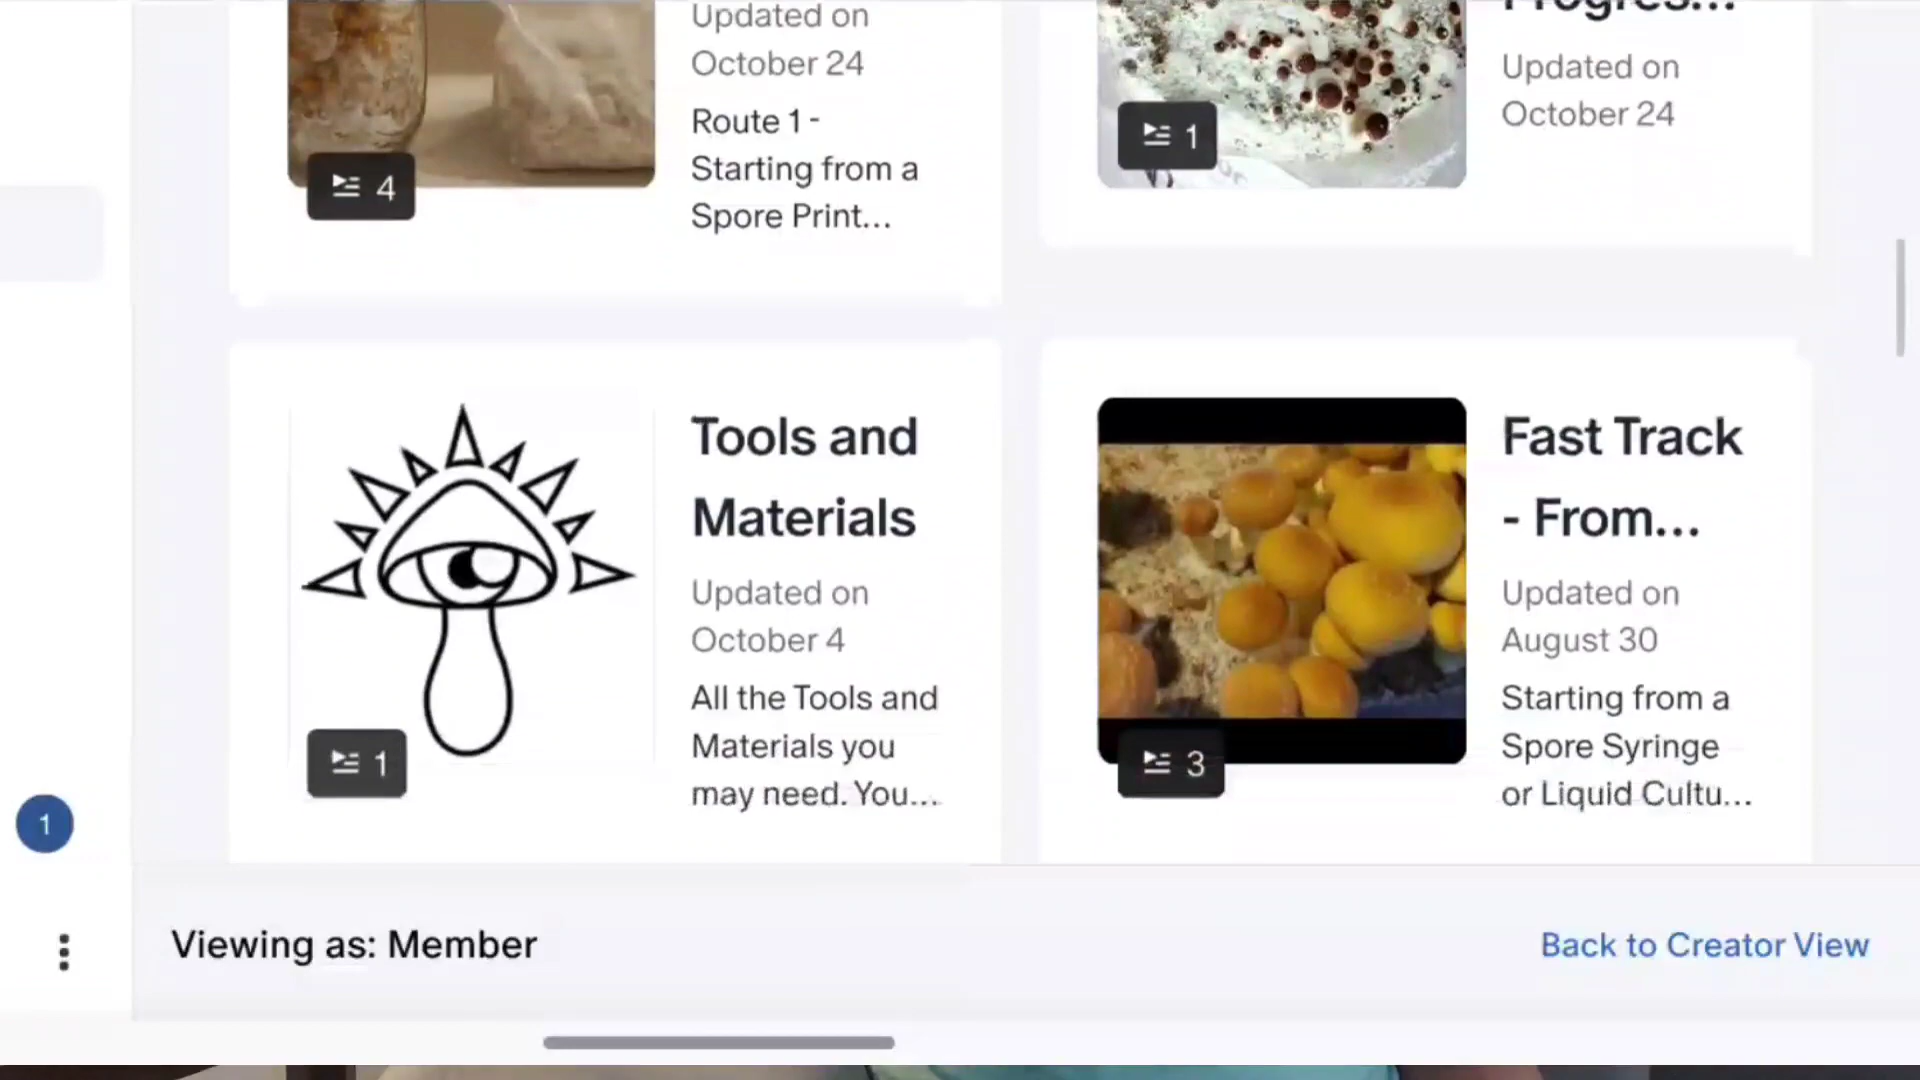 Updated on
October 24
Route 1 -
Starting from a
Spore Print...
4
Progres...
Updated on
October 24
1
Tools and
Materials
Updated on
October 4
All the Tools and
Materials you
may need. You...
1
Fast Track
- From...
Updated on
August 30
Starting from a
Spore Syringe
or Liquid Cultu...
3
1
Viewing as: Member
Back to Creator View